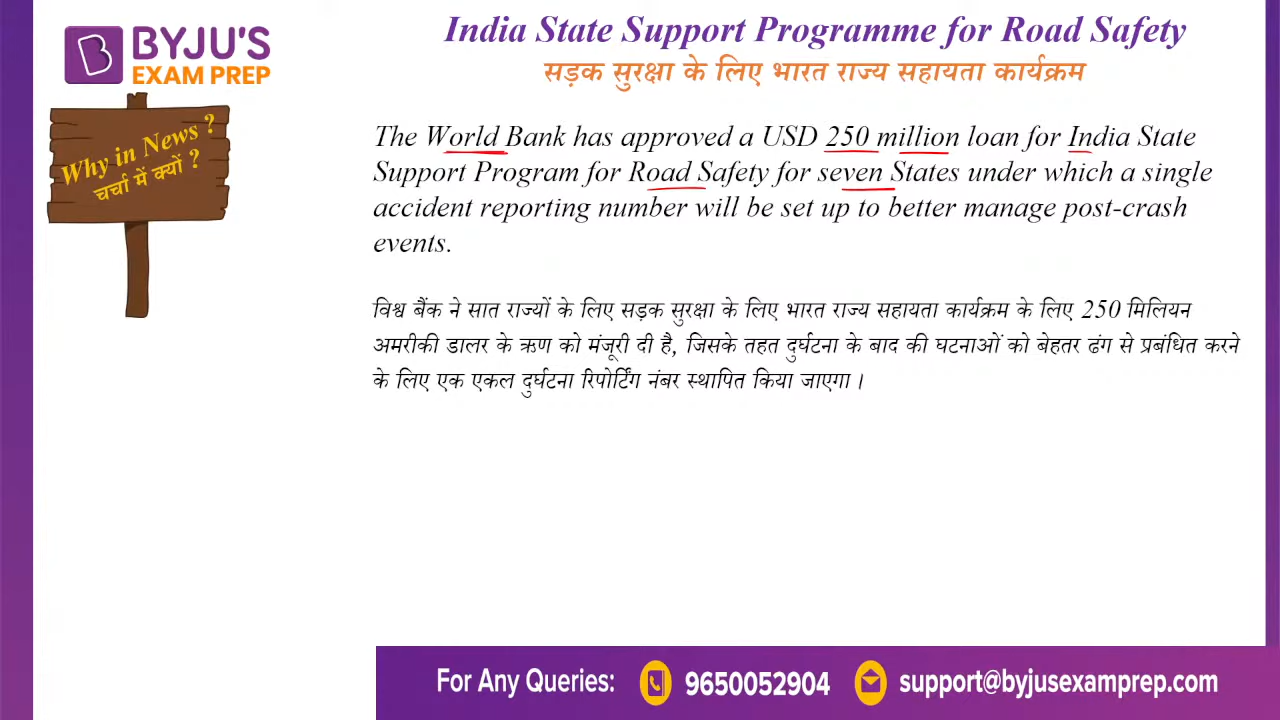 BYJU'S
EXAM PREP
India State Support Programme for Road Safety
सड़क सुरक्षा के लिए भारत राज्य सहायता कार्यक्रम
Why in News ?
चर्चा में क्यों ?
The World Bank has approved a USD 250 million loan for India State
Support Program for Road Safety for seven States under which a single
accident reporting number will be set up to better manage post-crash
events.
विश्व बैंक ने सात राज्यों के लिए सड़क सुरक्षा के लिए भारत राज्य सहायता कार्यक्रम के लिए 250 मिलियन
अमरीकी डालर के ऋण को मंजूरी दी है, जिसके तहत दुर्घटना के बाद की घटनाओं को बेहतर ढंग से प्रबंधित करने
के लिए एक एकल दुर्घटना रिपोर्टिंग नंबर स्थापित किया जाएगा ।
For Any Queries: 9650052904 support@byjusexamprep.com